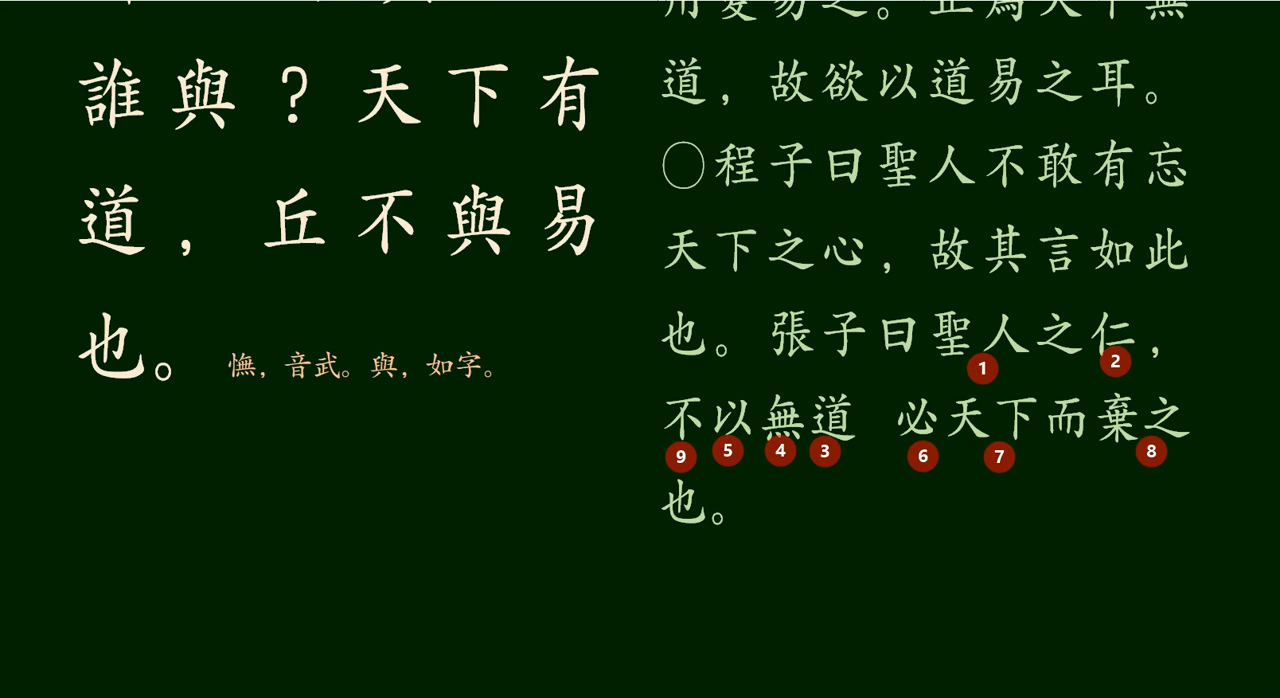 誰與？天下有
道，丘不與易
也。憮，音武。與，如字。
道，故欲以道易之耳。
○程子曰聖人不敢有忘
天下之心，故其言如此
也。張子曰聖人之仁，
不以無道 必天下而棄之
也。
1
2
9
5
4
3
6
7
8